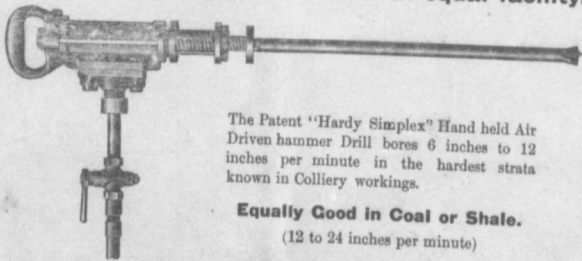 equal facility.
The Patent "Hardy Simplex" Hand held Air
Driven hammer Drill bores 6 inches to 12
inches per minute in the hardest strata
known in Colliery workings.
Equally Good in Coal or Shale.
(12 to 24 inches per minute)